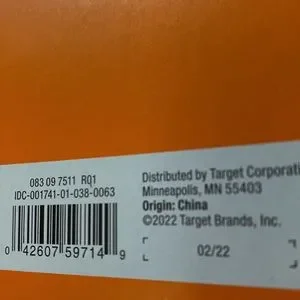 083 09 7511 R01
IDC-001741-01-038-0063
0 42607 59714 9
Distributed by Target Corporati
Minneapolis, MN 55403
Origin: China
©2022 Target Brands, Inc.
02/22